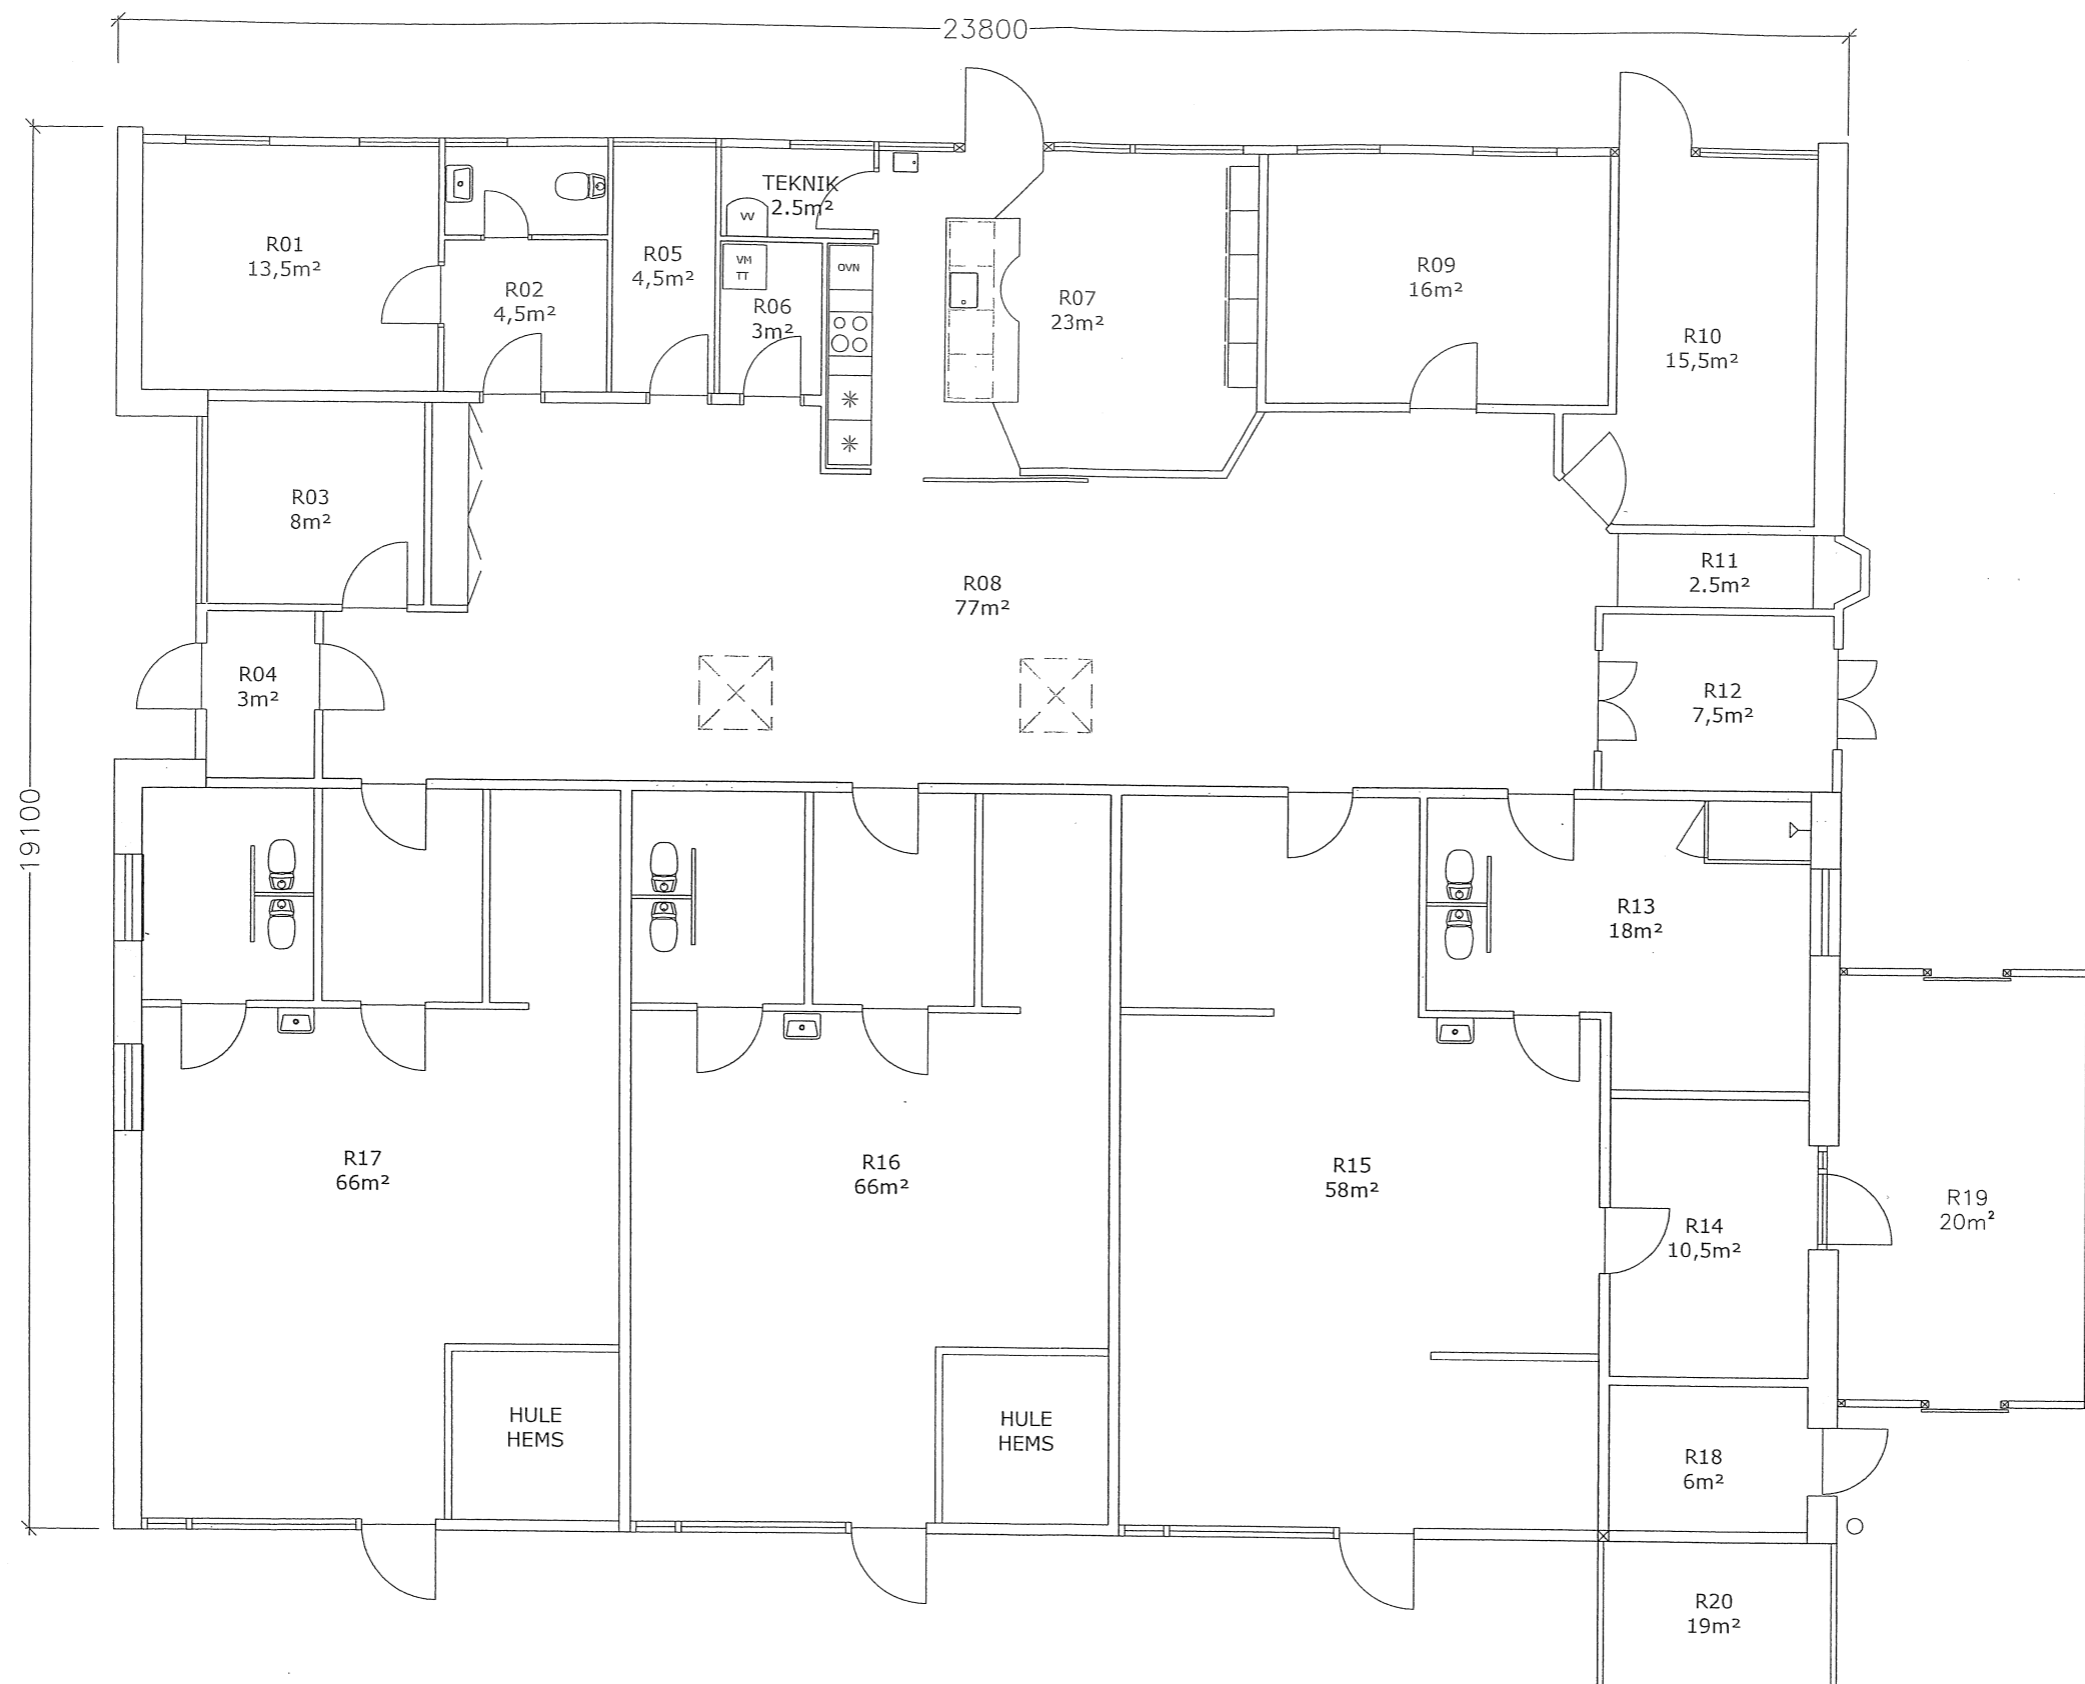 23800
19100
R01
13,5m²
R02
4,5m²
R05
4,5m²
TEKNIK
2.5m²
VV
VM
TT
R06
3m²
OVN
R07
23m²
R09
16m²
R10
15,5m²
R03
8m²
R08
77m²
R11
2.5m²
R04
3m²
R12
7,5m²
R13
18m²
R17
66m²
R16
66m²
R15
58m²
R14
10,5m²
R19
20m²
HULE
HEMS
HULE
HEMS
R18
6m²
R20
19m²